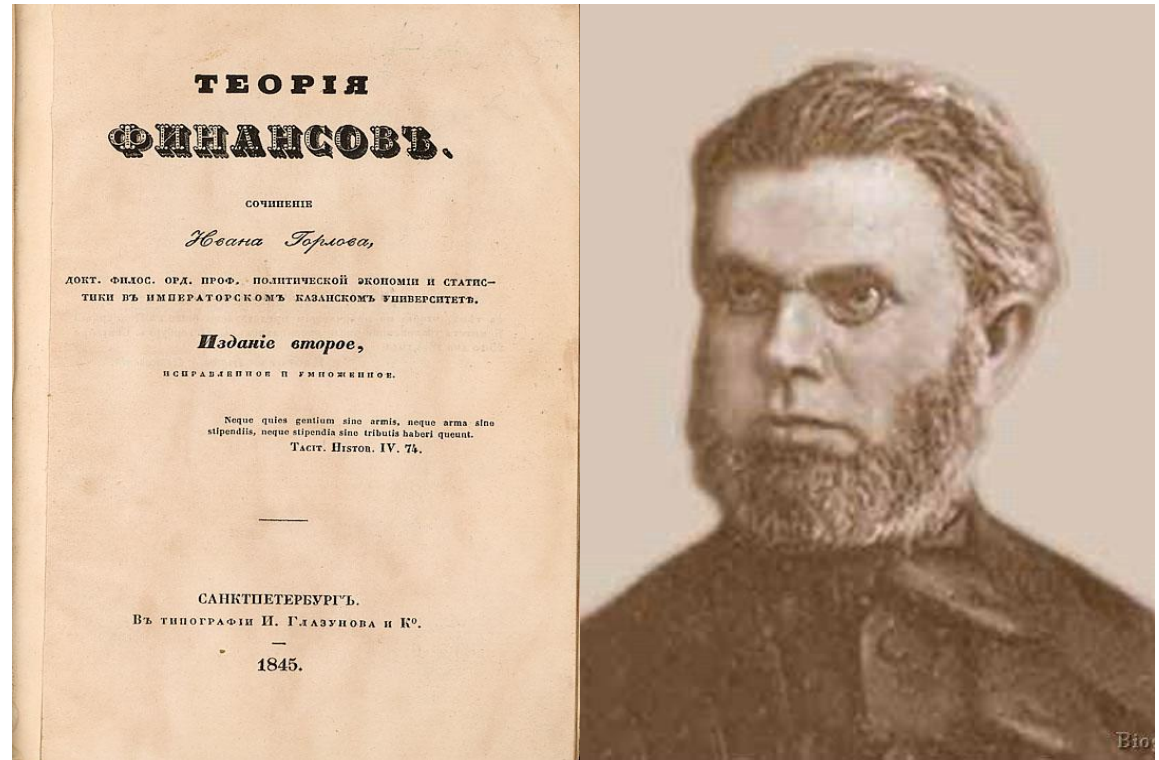 ТЕОРІЯ
ФИНАНСОВЪ.
СОЧИНЕНІЕ
Ивана Горлова,
ДОКТ. ФИЛОС. ОРД. ПРОФ. ПОЛИТИЧЕСКОЙ ЭКОНОМІИ И СТАТИС-
ТИКИ ВЪ ИМПЕРАТОРСКОМЪ КАЗАНСКОМЪ УНИВЕРСИТЕТѢ.
Изданіе второе,
ИСПРАВЛЕННОЕ И УМНОЖЕННОЕ.
Neque quies gentium sine armis, neque arma sine
stipendiis, neque stipendia sine tributis haberi queunt.
TACIT. HISTOR. IV. 74.
САНКТПЕТЕРБУРГЪ.
ВЪ ТИПОГРАФІИ И. ГЛАЗУНОВА И Кº.
1845.
Biog